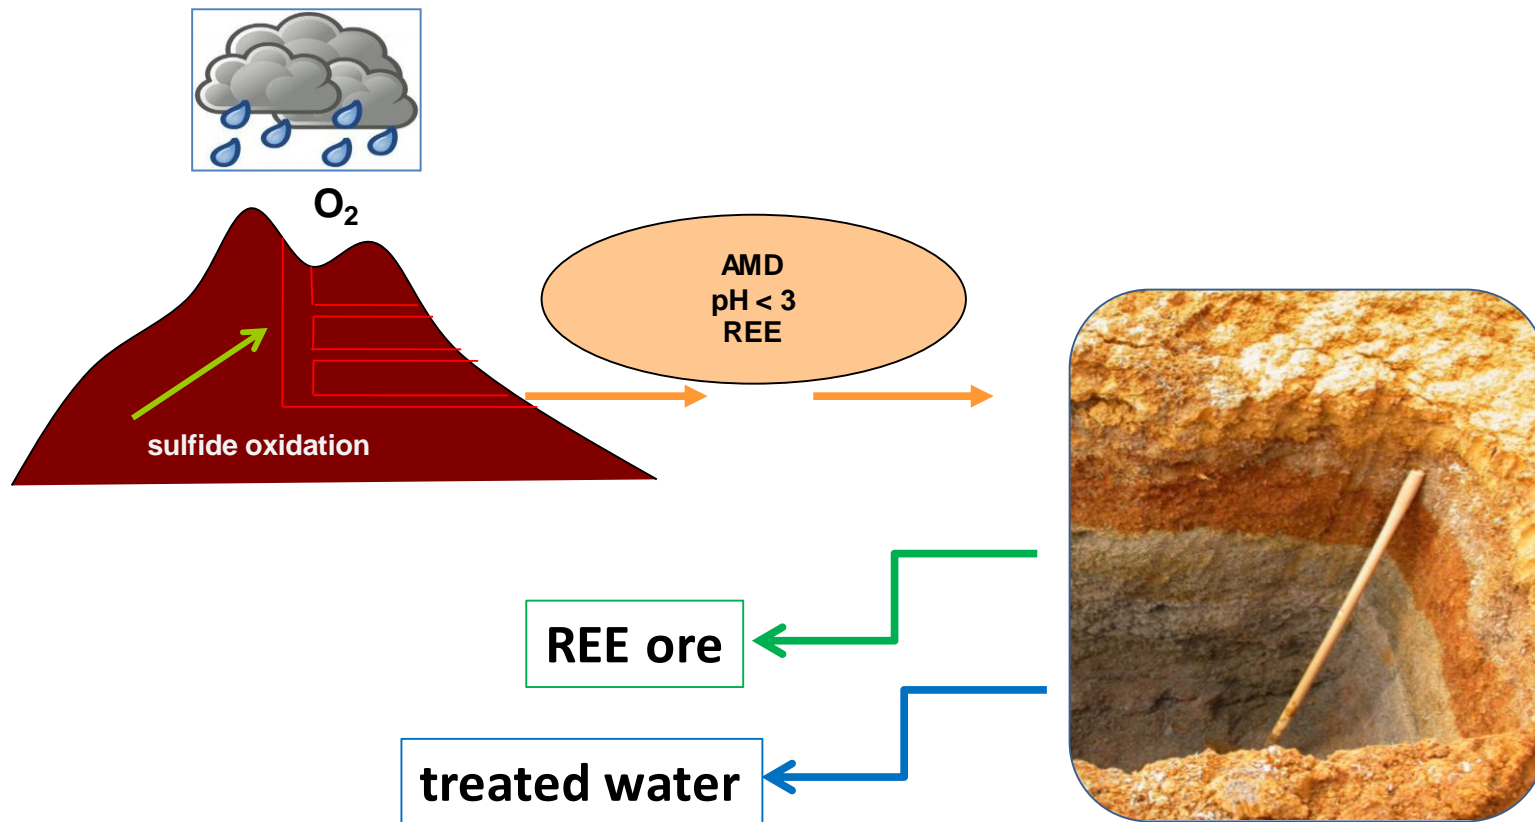 O₂
AMD
pH < 3
REE
sulfide oxidation
REE ore
treated water